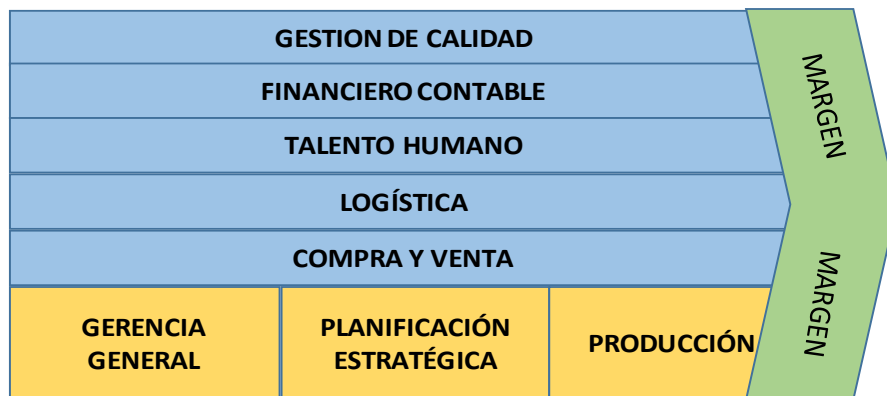 GESTION DE CALIDAD
FINANCIERO CONTABLE
TALENTO HUMANO
LOGÍSTICA
COMPRA Y VENTA
GERENCIA
GENERAL
PLANIFICACIÓN
ESTRATÉGICA
PRODUCCIÓN
MARGEN
MARGEN